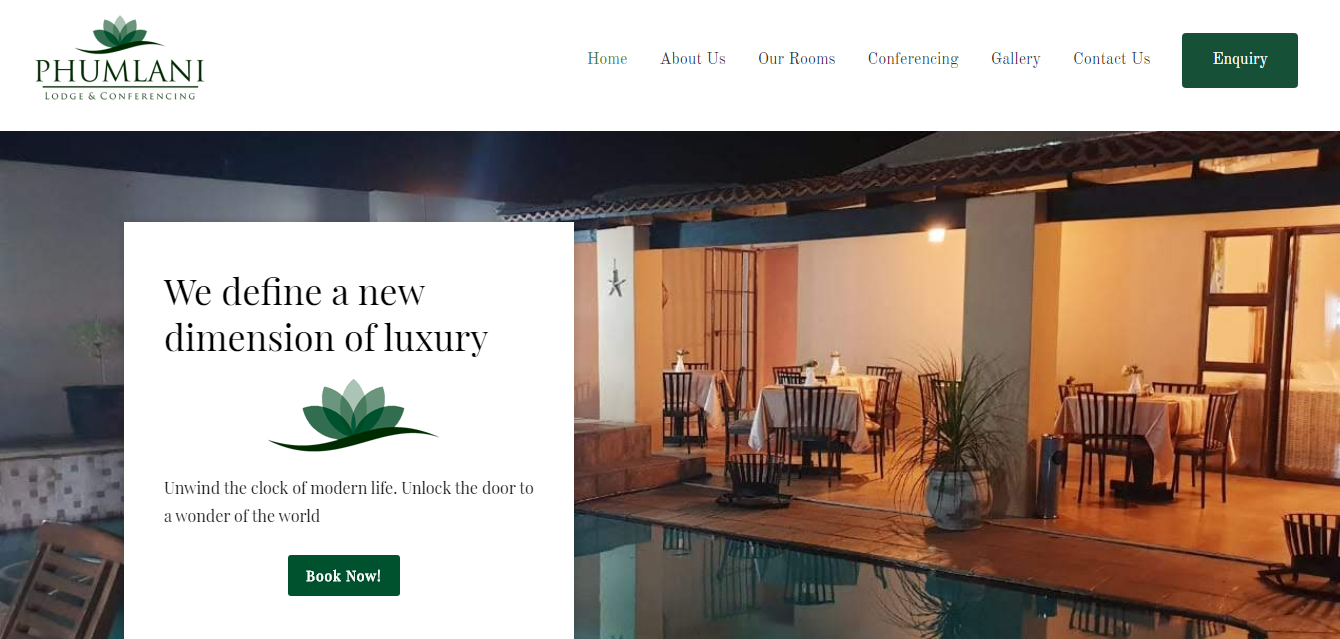 PHUMLANI
LODGE & CONFERENCING
Home About Us Our Rooms Conferencing Gallery Contact Us Enquiry
We define a new
dimension of luxury
Unwind the clock of modern life. Unlock the door to
a wonder of the world
Book Now!